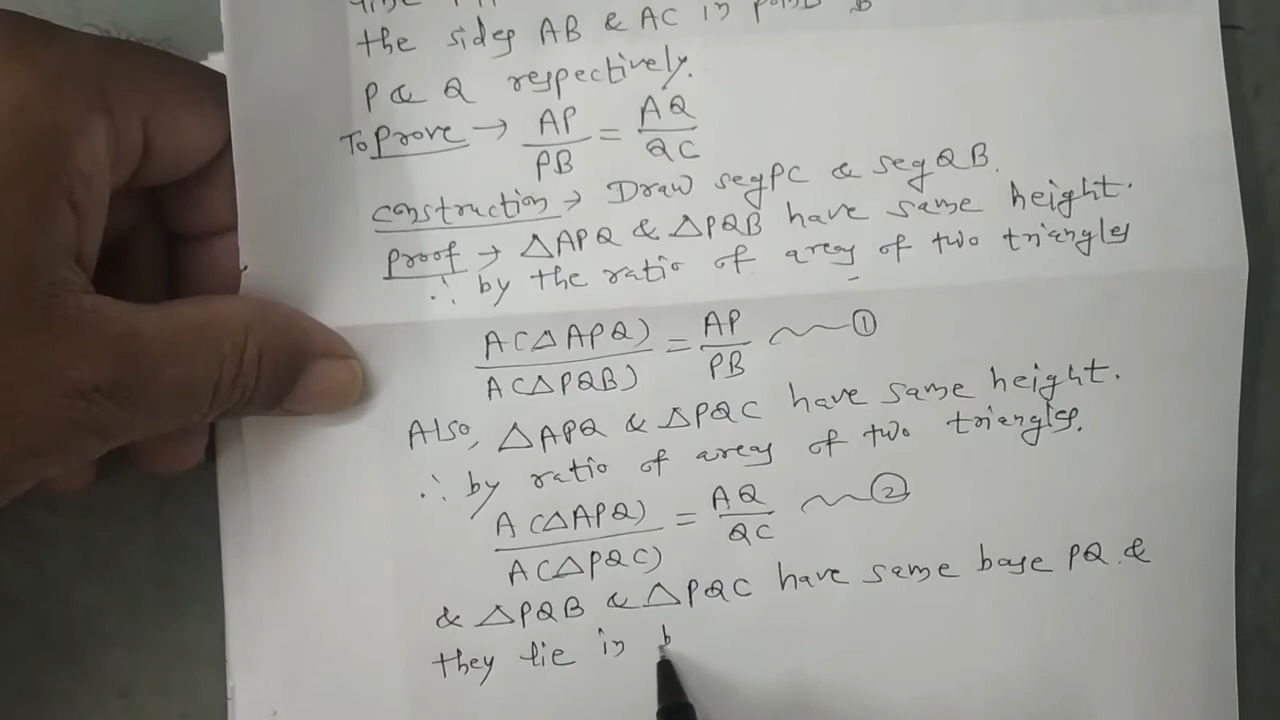 the sides AB & AC in point B
P & Q respectively.
To Prove → AP/PB = AQ/QC
construction → Draw seg PC & seg QB.
Proof → △APQ & △PQB have same height.
∴ by the ratio of areas of two triangles
A(△APQ)/A(△PQB) = AP/PB ~ ①
Also, △APQ & △PQC have same height.
∴ by ratio of areas of two triangles.
A(△APQ)/A(△PQC) = AQ/QC ~ ②
& △PQB & △PQC have same base PQ. &
they lie in